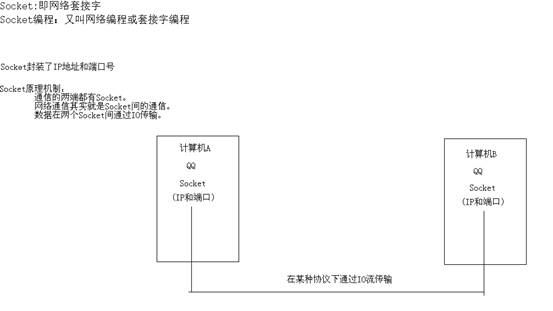 Socket:即网络套接字
Socket编程：又叫网络编程或套接字编程
Socket封装了IP地址和端口号
Socket原理机制：
通信的两端都有Socket。
网络通信其实就是Socket间的通信。
数据在两个Socket间通过IO传输。
计算机A
QQ
Socket
(IP和端口)
计算机B
QQ
Socket
(IP和端口)
在某种协议下通过IO流传输